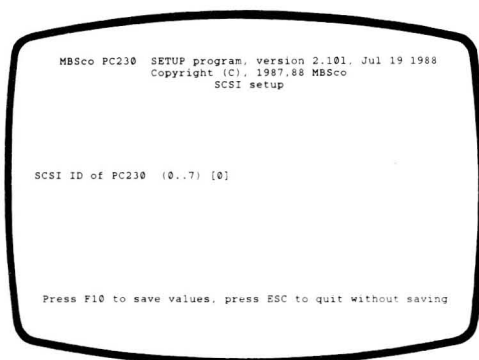 MBSco PC230 SETUP program, version 2.101, Jul 19 1988
Copyright (C), 1987,88 MBSco
SCSI setup
SCSI ID of PC230 (0..7) [0]
Press F10 to save values, press ESC to quit without saving